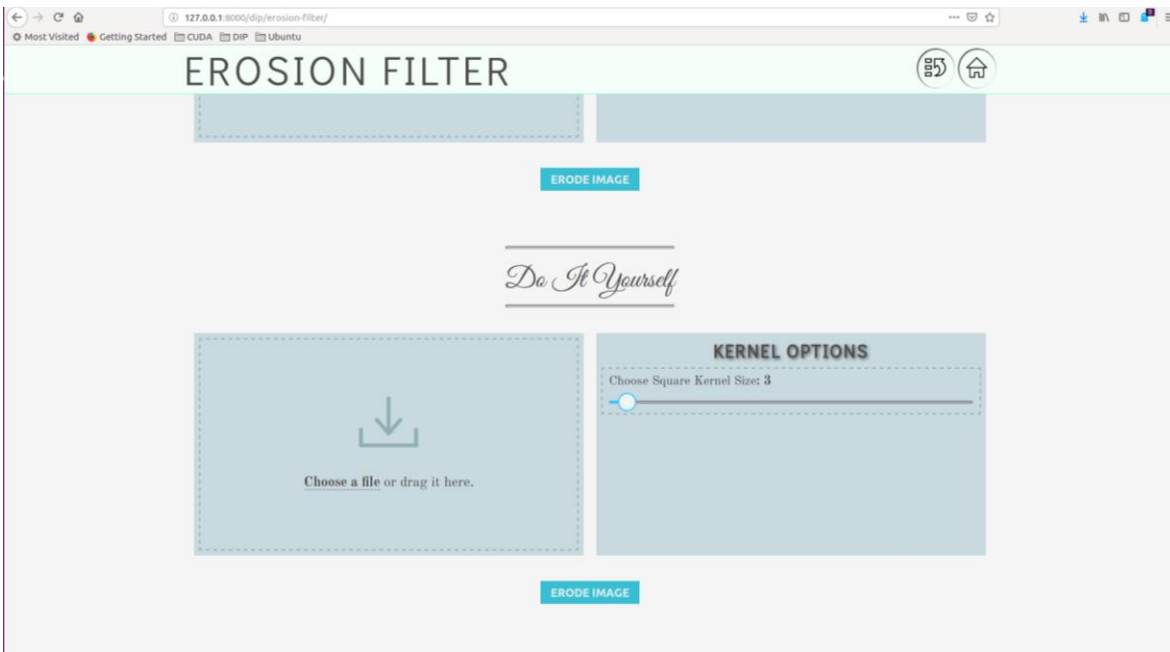 127.0.0.1:8000/dip/erosion-filter/
Most Visited Getting Started CUDA DIP Ubuntu
EROSION FILTER
ERODE IMAGE
Do It Yourself
KERNEL OPTIONS
Choose Square Kernel Size: 3
Choose a file or drag it here.
ERODE IMAGE